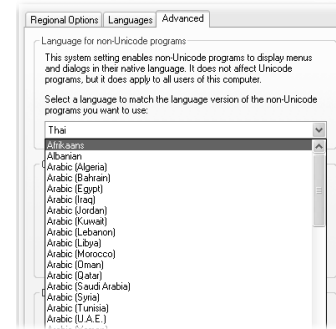 Regional Options Languages Advanced
Language for non-Unicode programs
This system setting enables non-Unicode programs to display menus
and dialogs in their native language. It does not affect Unicode
programs, but it does apply to all users of this computer.
Select a language to match the language version of the non-Unicode
programs you want to use:
Thai
Afrikaans
Albanian
Arabic (Algeria)
Arabic (Bahrain)
Arabic (Egypt)
Arabic (Iraq)
Arabic (Jordan)
Arabic (Kuwait)
Arabic (Lebanon)
Arabic (Libya)
Arabic (Morocco)
Arabic (Oman)
Arabic (Qatar)
Arabic (Saudi Arabia)
Arabic (Syria)
Arabic (Tunisia)
Arabic (U.A.E.)